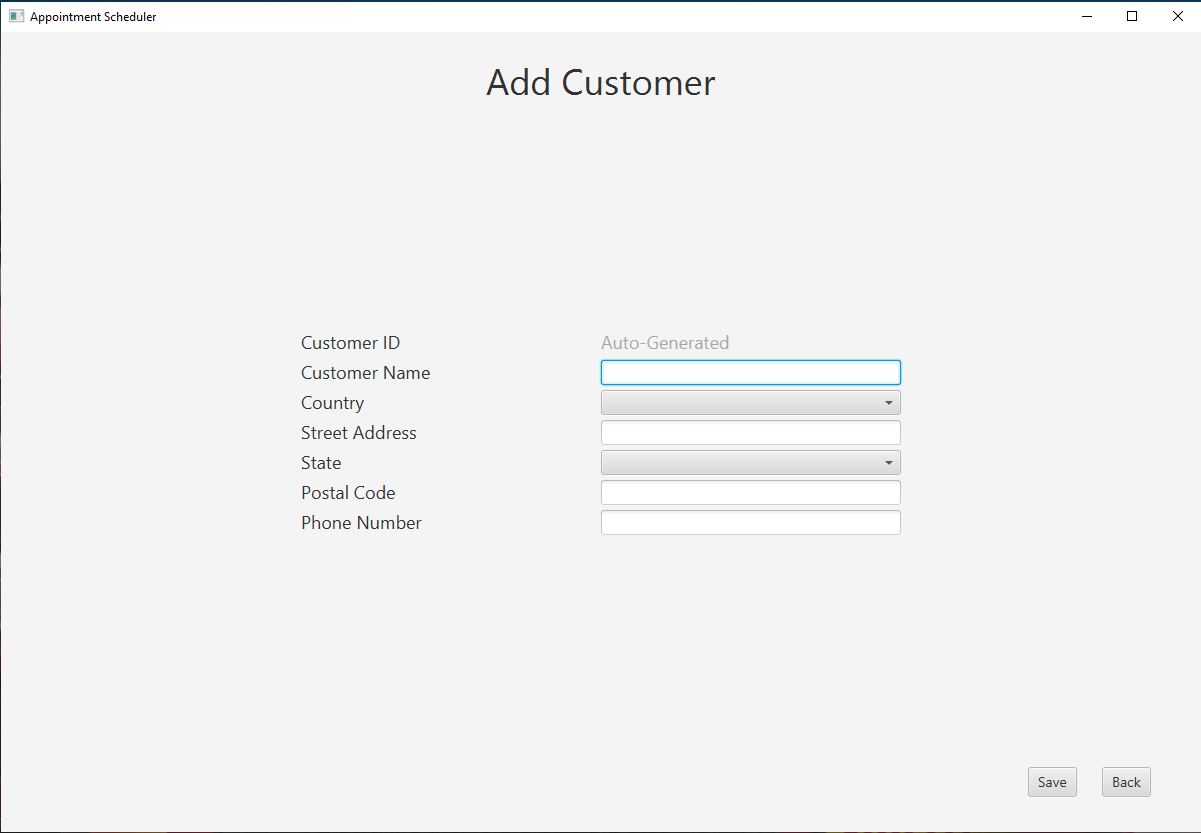 Appointment Scheduler
Add Customer
Customer ID Auto-Generated
Customer Name
Country
Street Address
State
Postal Code
Phone Number
Save Back